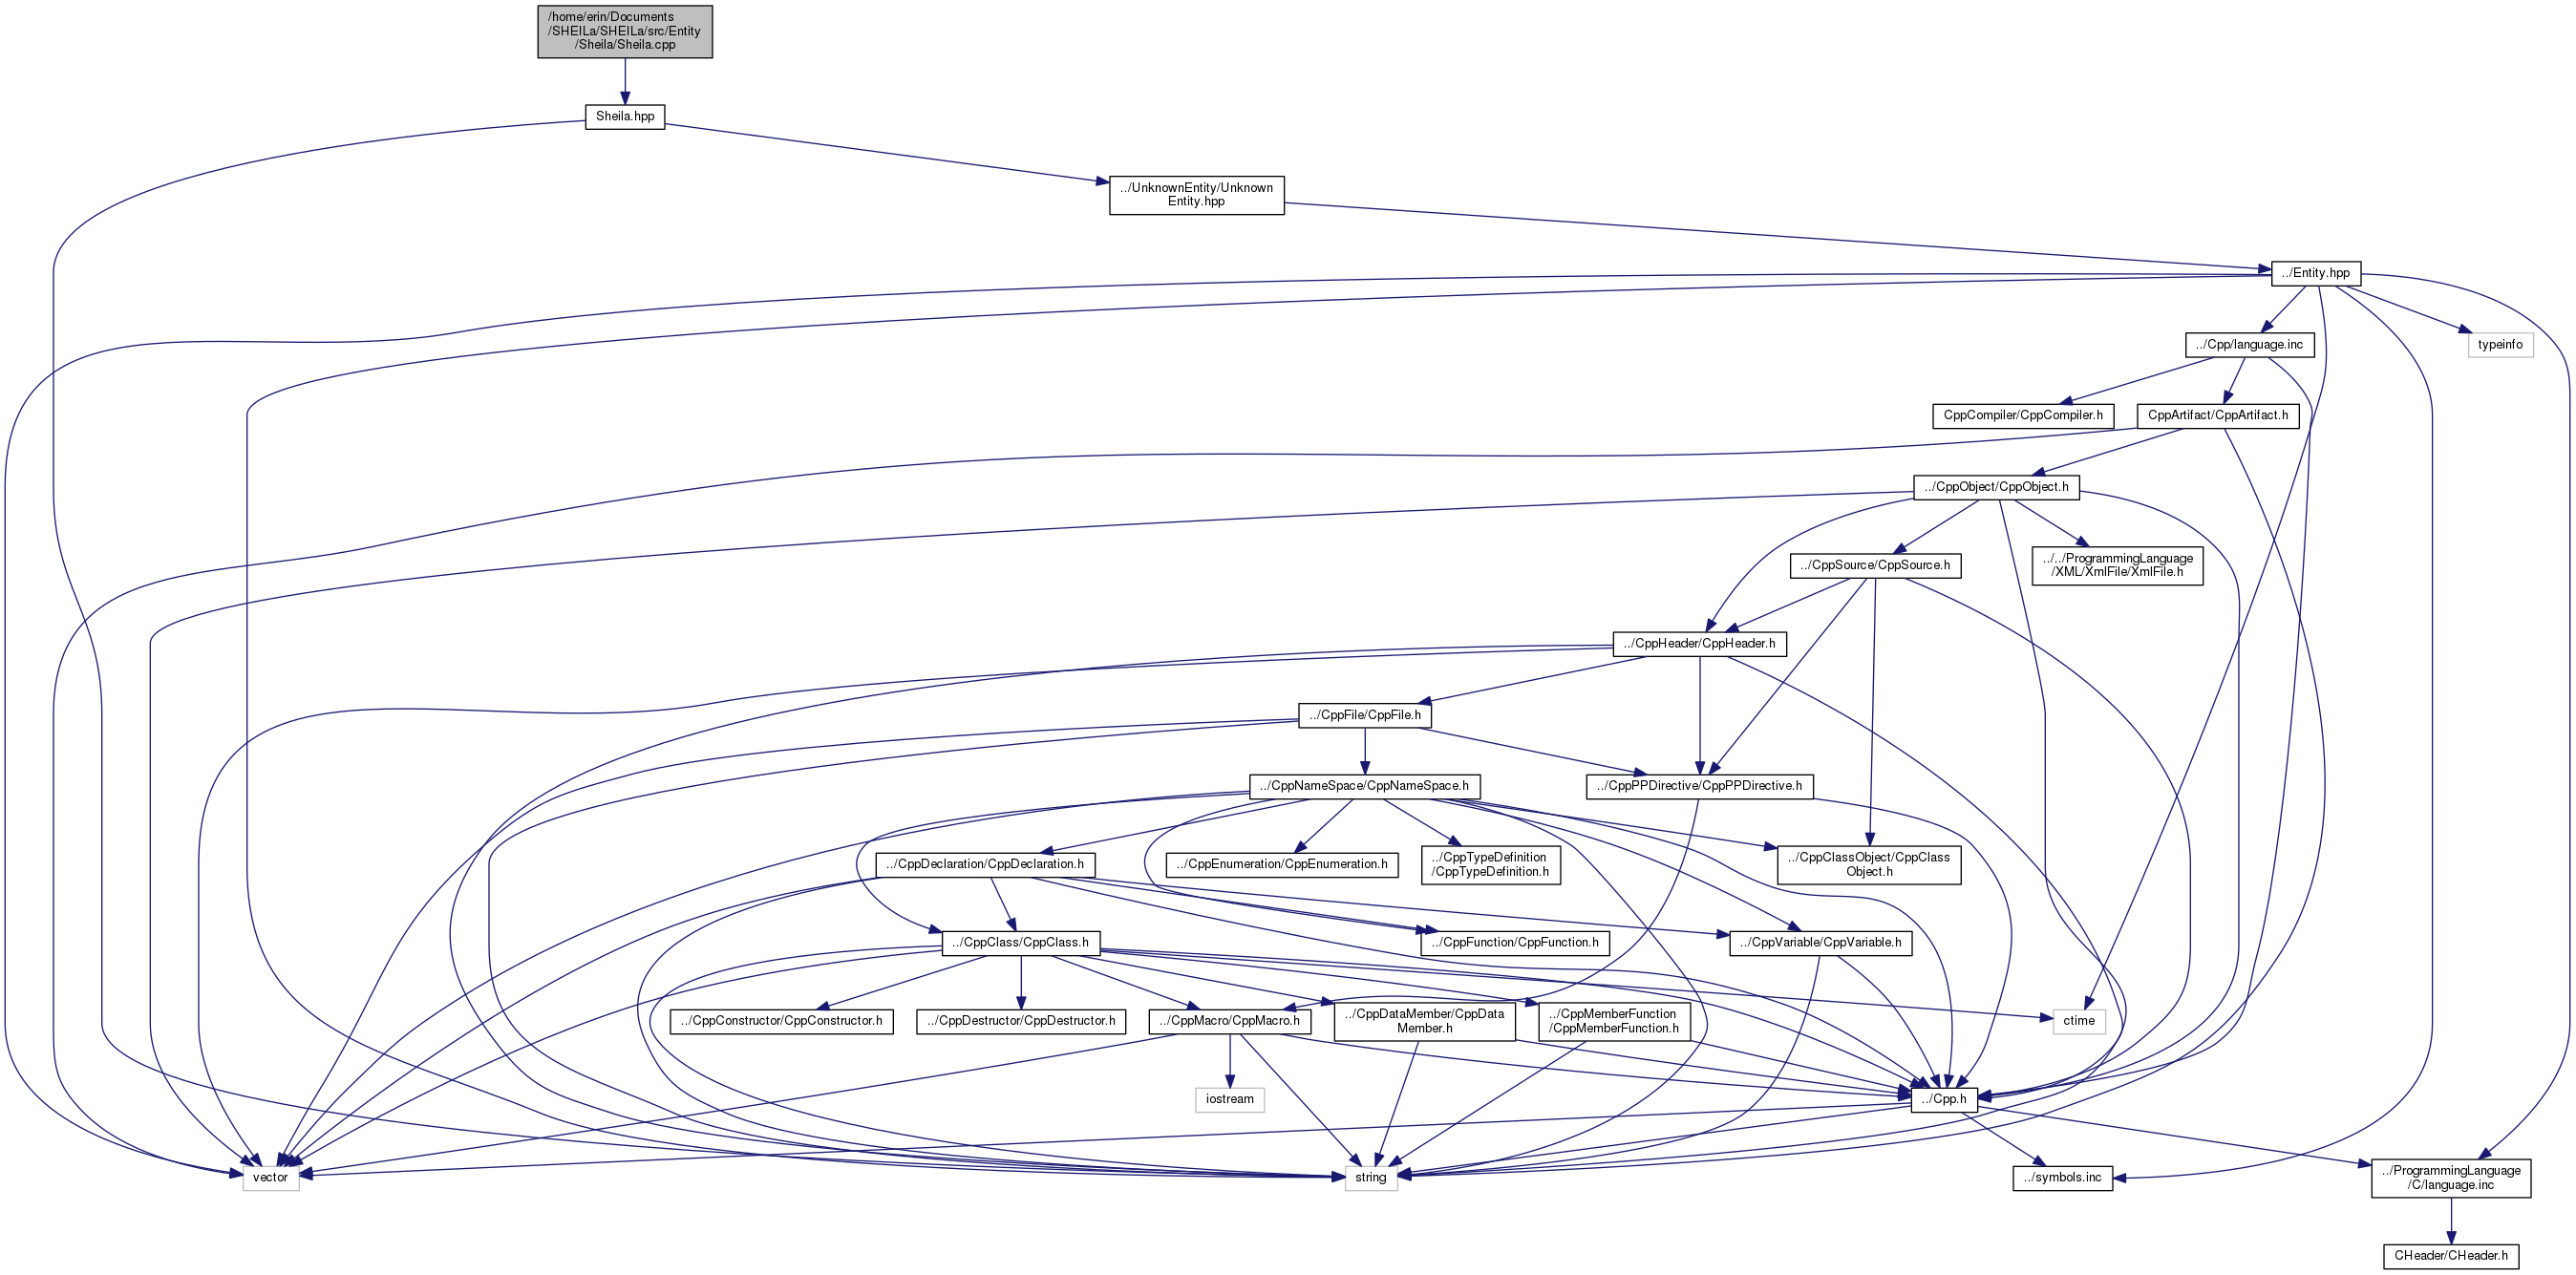 /home/erin/Documents
/SHEILa/SHEILa/src/Entity
/Sheila/Sheila.cpp
Sheila.hpp
../UnknownEntity/Unknown
Entity.hpp
../Entity.hpp
../Cpp/language.inc
typeinfo
CppCompiler/CppCompiler.h
CppArtifact/CppArtifact.h
../CppObject/CppObject.h
../CppSource/CppSource.h
../../ProgrammingLanguage
/XML/XmlFile/XmlFile.h
../CppHeader/CppHeader.h
../CppFile/CppFile.h
../CppNameSpace/CppNameSpace.h
../CppPPDirective/CppPPDirective.h
../CppDeclaration/CppDeclaration.h
../CppEnumeration/CppEnumeration.h
../CppTypeDefinition
/CppTypeDefinition.h
../CppClassObject/CppClass
Object.h
../CppClass/CppClass.h
../CppFunction/CppFunction.h
../CppVariable/CppVariable.h
../CppConstructor/CppConstructor.h
../CppDestructor/CppDestructor.h
../CppMacro/CppMacro.h
../CppDataMember/CppData
Member.h
../CppMemberFunction
/CppMemberFunction.h
ctime
iostream
../Cpp.h
vector
string
../symbols.inc
../ProgrammingLanguage
/C/language.inc
CHeader/CHeader.h